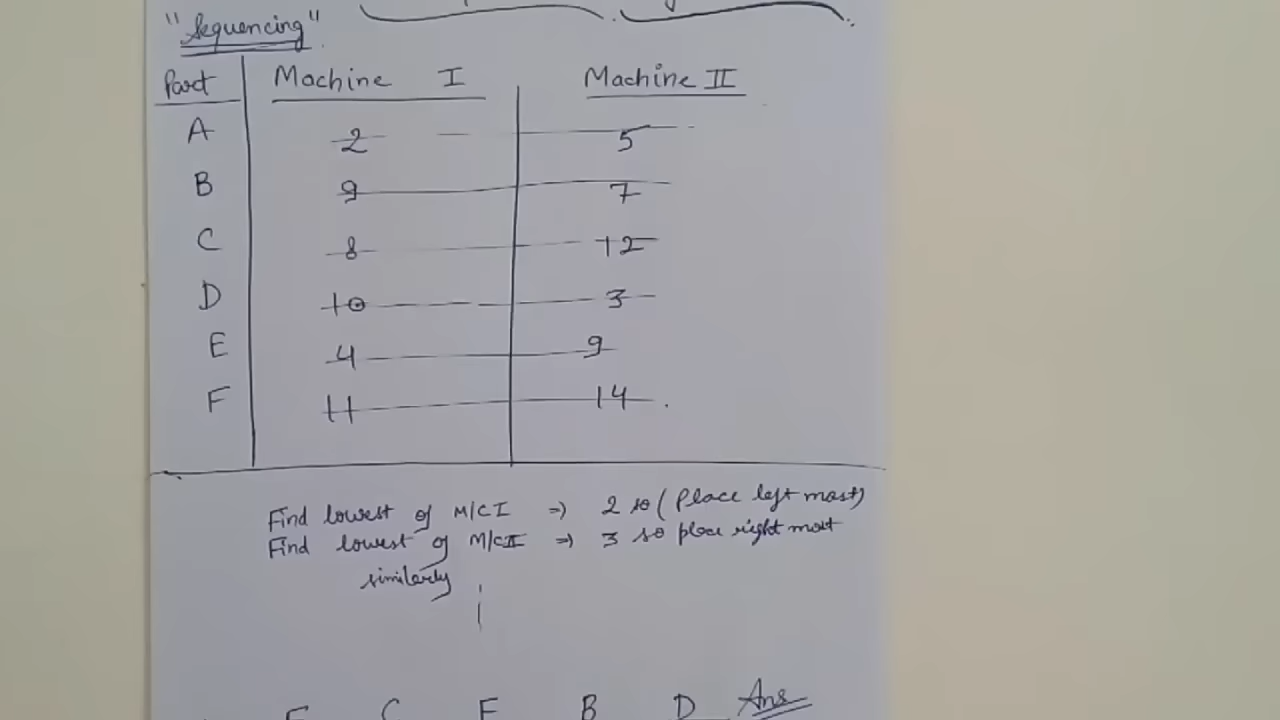 "Sequencing"
Part Machine I Machine II
A 2 5
B 9 7
C 8 12
D 10 3
E 4 9
F 11 14
Find lowest of M/C I => 2 so (Place left most)
Find lowest of M/C II => 3 so place right most
similarly
C F B D Ans